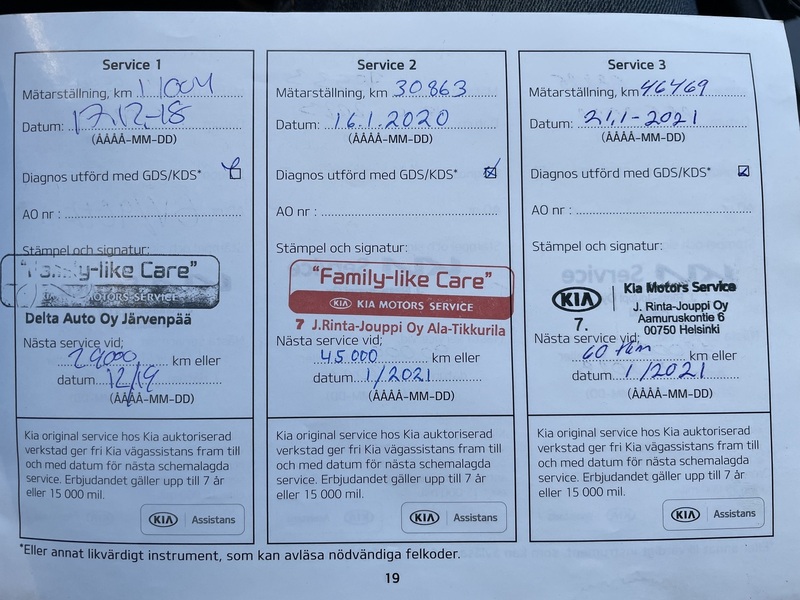 Service 1
Mätarställning, km 11004
Datum: 17.12-18
(ÅÅÅÅ-MM-DD)
Diagnos utförd med GDS/KDS*
AO nr :
Stämpel och signatur:
"Family-like Care"
MOTORS SERVICE
Delta Auto Oy Järvenpää
Nästa service vid;
29000 km eller
datum 12/19
(ÅÅÅÅ-MM-DD)
Kia original service hos Kia auktoriserad
verkstad ger fri Kia vägassistans fram till
och med datum för nästa schemalagda
service. Erbjudandet gäller upp till 7 år
eller 15 000 mil.
KIA Assistans
Service 2
Mätarställning, km 30863
Datum: 16.1.2020
(ÅÅÅÅ-MM-DD)
Diagnos utförd med GDS/KDS*
AO nr :
Stämpel och signatur:
"Family-like Care"
KIA KIA MOTORS SERVICE
7 J.Rinta-Jouppi Oy Ala-Tikkurila
Nästa service vid;
45000 km eller
datum 1/2021
(ÅÅÅÅ-MM-DD)
Kia original service hos Kia auktoriserad
verkstad ger fri Kia vägassistans fram till
och med datum för nästa schemalagda
service. Erbjudandet gäller upp till 7 år
eller 15 000 mil.
KIA Assistans
Service 3
Mätarställning, km 46469
Datum: 21.1-2021
(ÅÅÅÅ-MM-DD)
Diagnos utförd med GDS/KDS*
AO nr :
Stämpel och signatur:
KIA Kia Motors Service
J. Rinta-Jouppi Oy
7. Aamuruskontie 6
00750 Helsinki
Nästa service vid;
60 tkm km eller
datum 1/2021
(ÅÅÅÅ-MM-DD)
Kia original service hos Kia auktoriserad
verkstad ger fri Kia vägassistans fram till
och med datum för nästa schemalagda
service. Erbjudandet gäller upp till 7 år
eller 15 000 mil.
KIA Assistans
*Eller annat likvärdigt instrument, som kan avläsa nödvändiga felkoder.
19